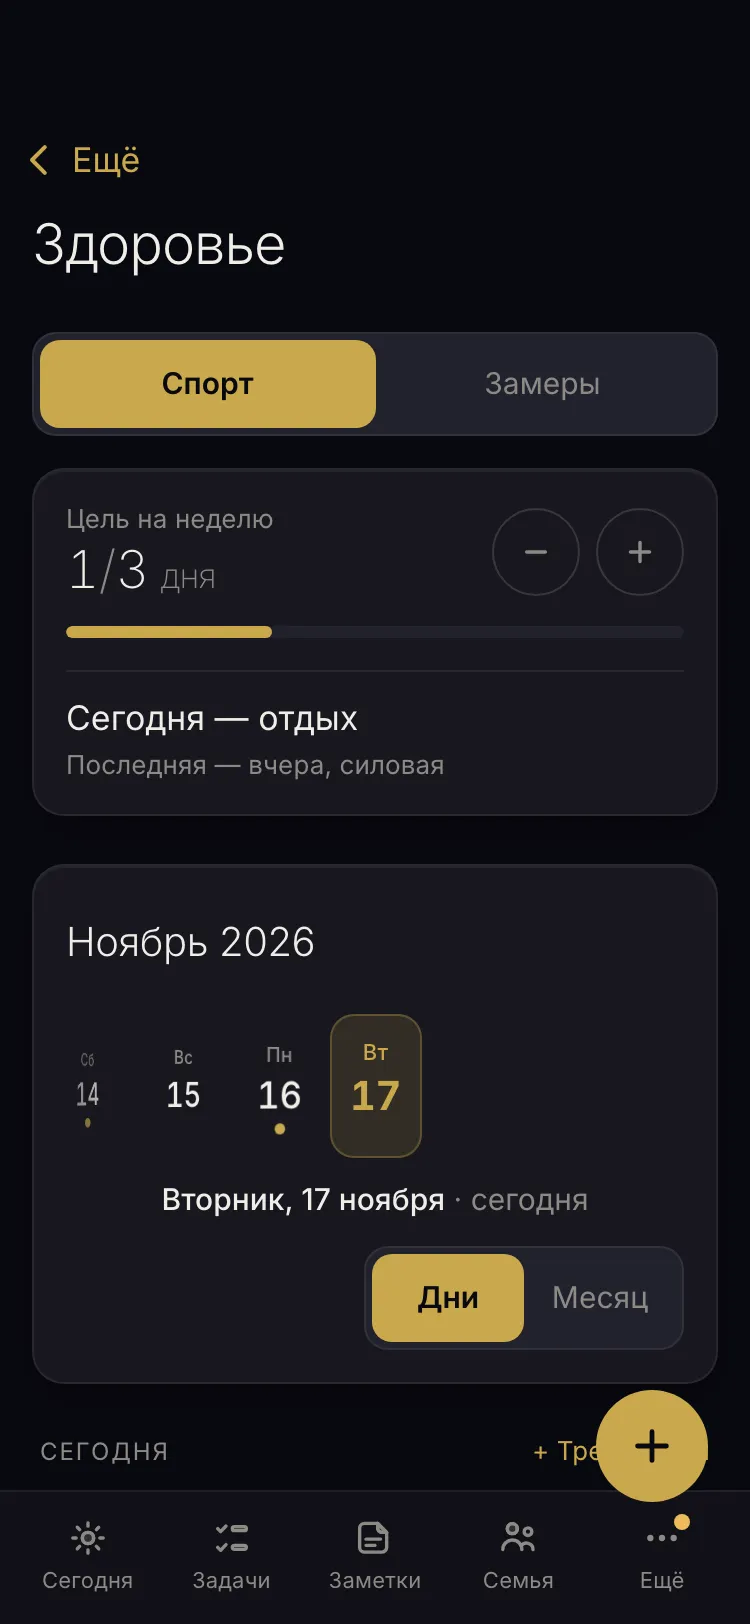 Ещё
Здоровье
Спорт
Замеры
Цель на неделю
1/3 дня
Сегодня — отдых
Последняя — вчера, силовая
Ноябрь 2026
Сб
Вс
Пн
Вт
14
15
16
17
Вторник, 17 ноября · сегодня
Дни
Месяц
СЕГОДНЯ
Сегодня
Задачи
Заметки
Семья
Ещё